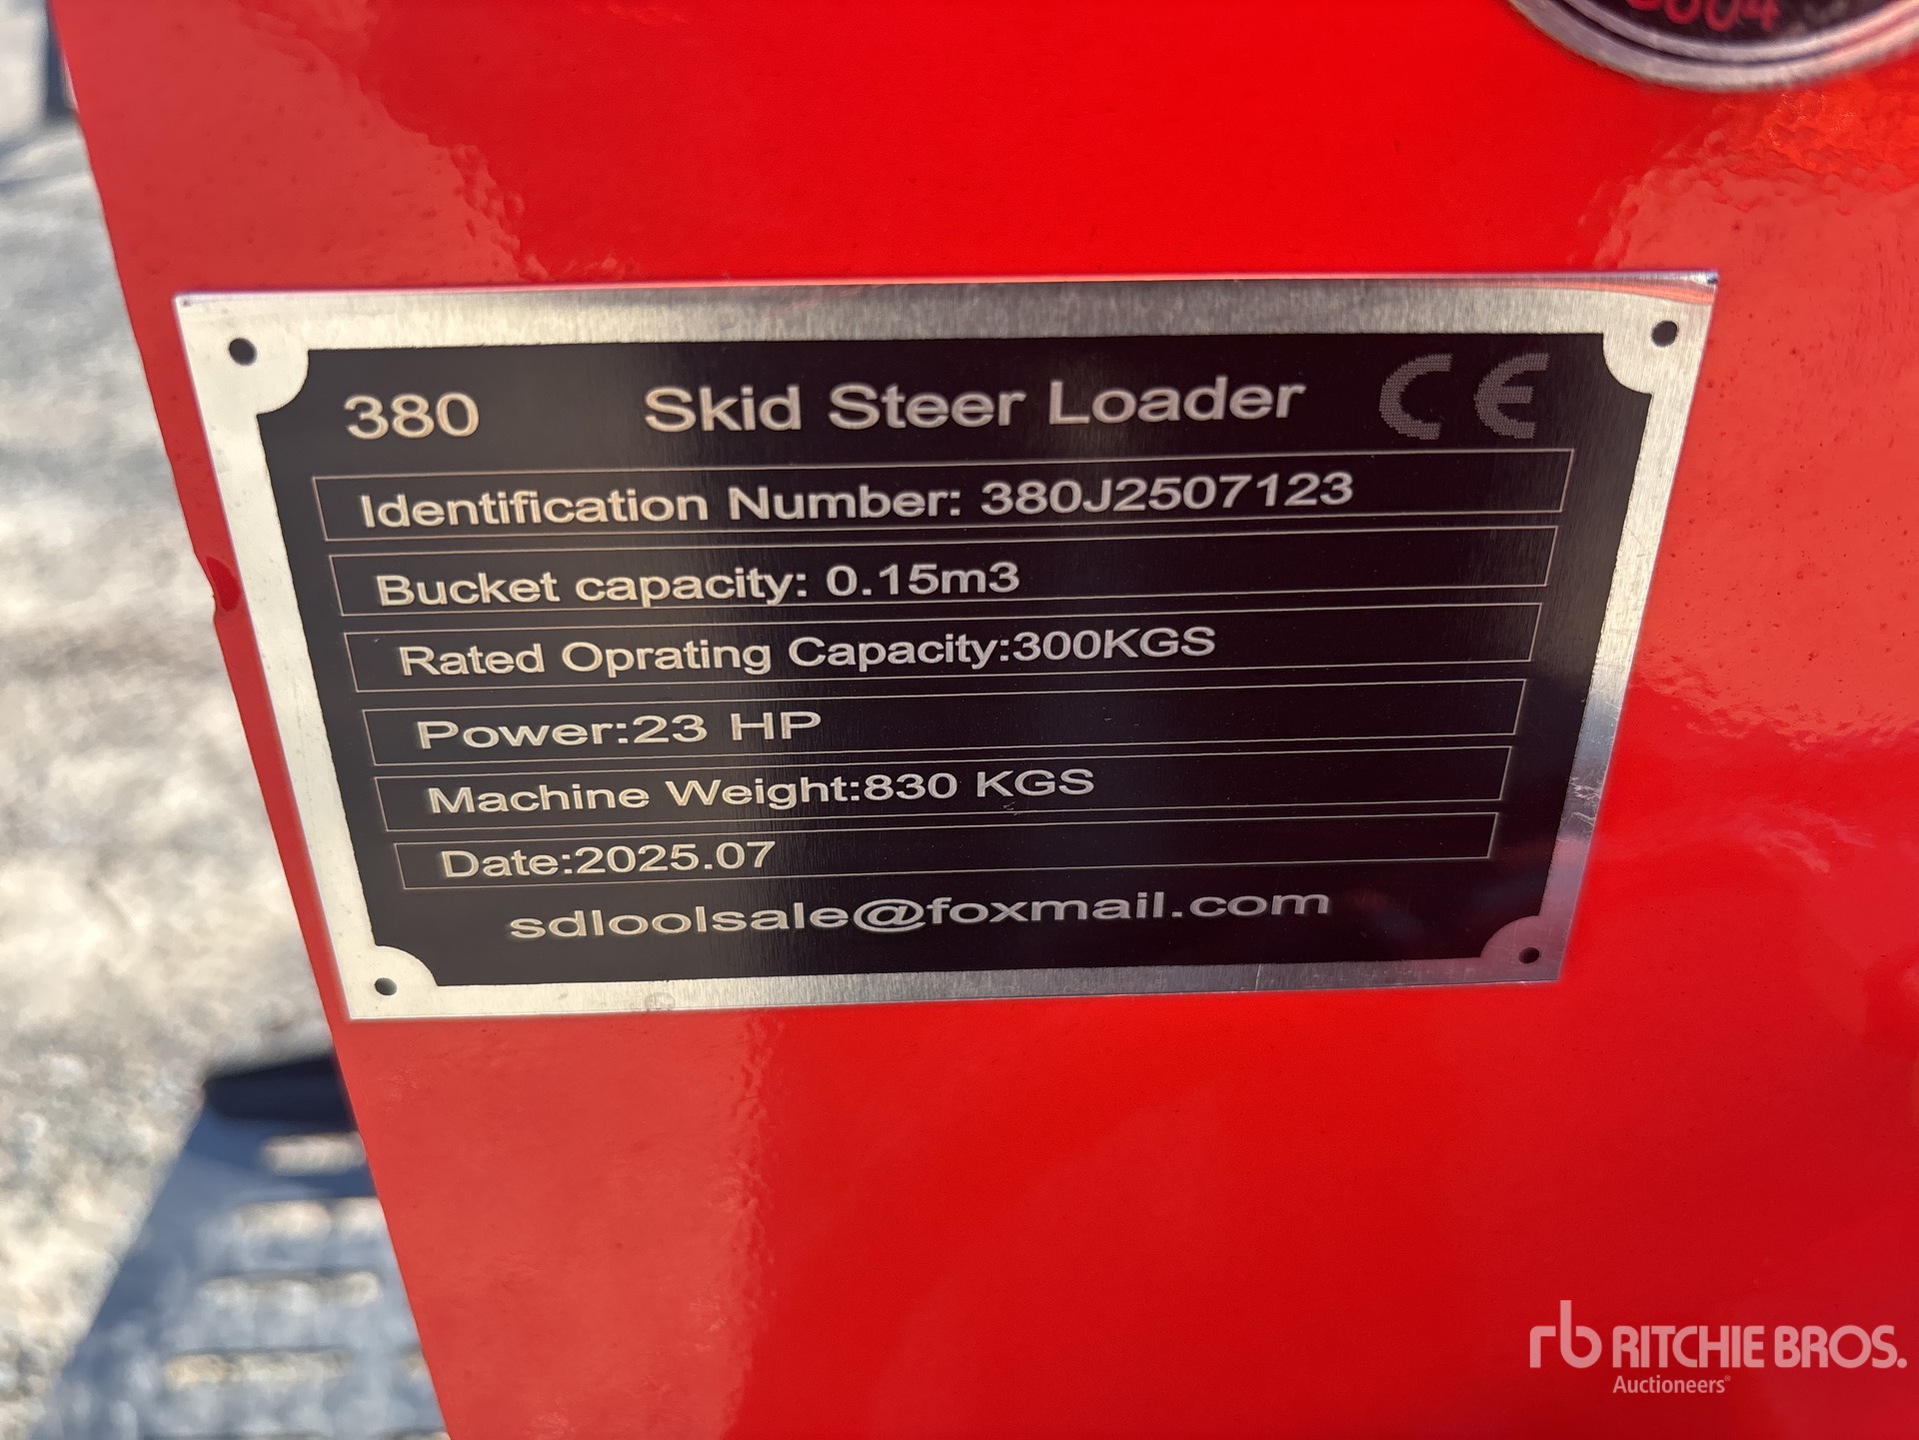 380 Skid Steer Loader CE
Identification Number: 380J2507123
Bucket capacity: 0.15m3
Rated Oprating Capacity:300KGS
Power:23 HP
Machine Weight:830 KGS
Date:2025.07
sdloolsale@foxmail.com
rb RITCHIE BROS.
Auctioneers®